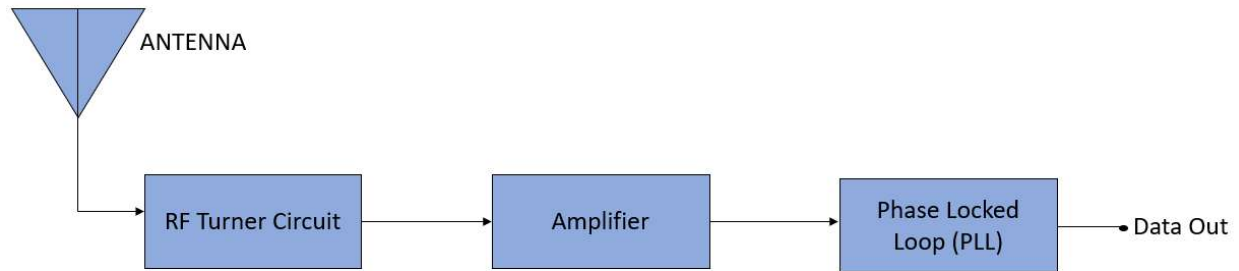 ANTENNA
RF Turner Circuit
Amplifier
Phase Locked
Loop (PLL)
Data Out